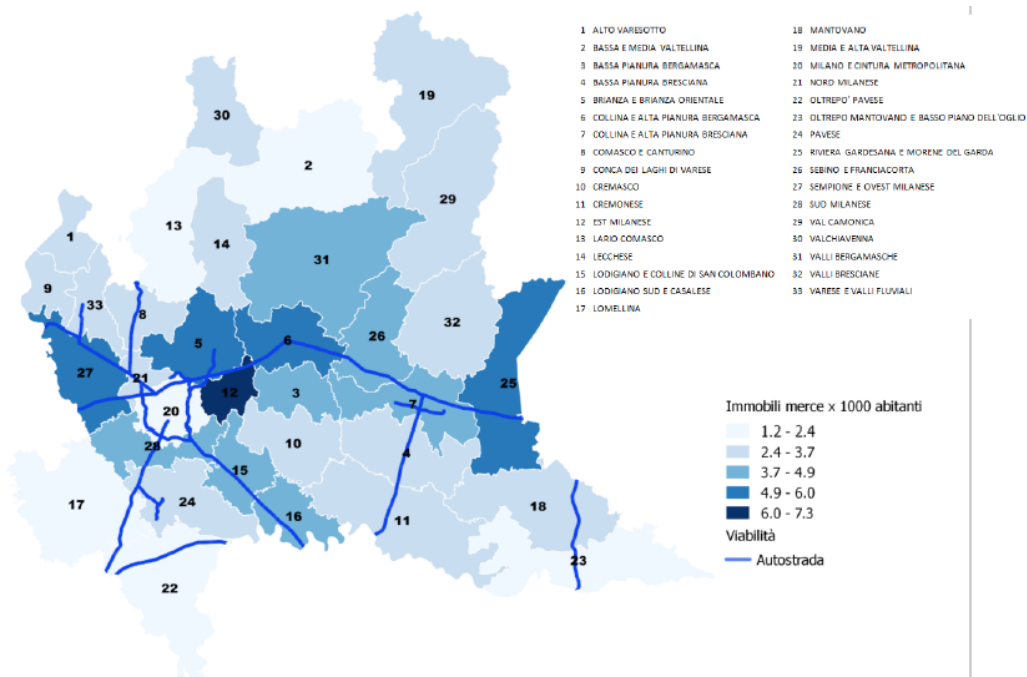 1 ALTO VARESOTTO
2 BASSA E MEDIA VALTELLINA
3 BASSA PIANURA BERGAMASCA
4 BASSA PIANURA BRESCIANA
5 BRIANZA E BRIANZA ORIENTALE
6 COLLINA E ALTA PIANURA BERGAMASCA
7 COLLINA E ALTA PIANURA BRESCIANA
8 COMASCO E CANTURINO
9 CONCA DEI LAGHI DI VARESE
10 CREMASCO
11 CREMONESE
12 EST MILANESE
13 LARIO COMASCO
14 LECCHESE
15 LODIGIANO E COLLINE DI SAN COLOMBANO
16 LODIGIANO SUD E CASALESE
17 LOMELLINA
18 MANTOVANO
19 MEDIA E ALTA VALTELLINA
20 MILANO E CINTURA METROPOLITANA
21 NORD MILANESE
22 OLTREPO' PAVESE
23 OLTREPO MANTOVANO E BASSO PIANO DELL'OGLIO
24 PAVESE
25 RIVIERA GARDESANA E MORENE DEL GARDA
26 SEBINO E FRANCIACORTA
27 SEMPIONE E OVEST MILANESE
28 SUD MILANESE
29 VAL CAMONICA
30 VALCHIAVENNA
31 VALLI BERGAMASCHE
32 VALLI BRESCIANE
33 VARESE E VALLI FLUVIALI
19
30
2
29
13
1
14
31
9
33
8
32
26
5
6
27
21
12
3
25
20
7
28
10
4
15
17
24
16
11
18
23
22
Immobili merce x 1000 abitanti
1.2 - 2.4
2.4 - 3.7
3.7 - 4.9
4.9 - 6.0
6.0 - 7.3
Viabilità
Autostrada